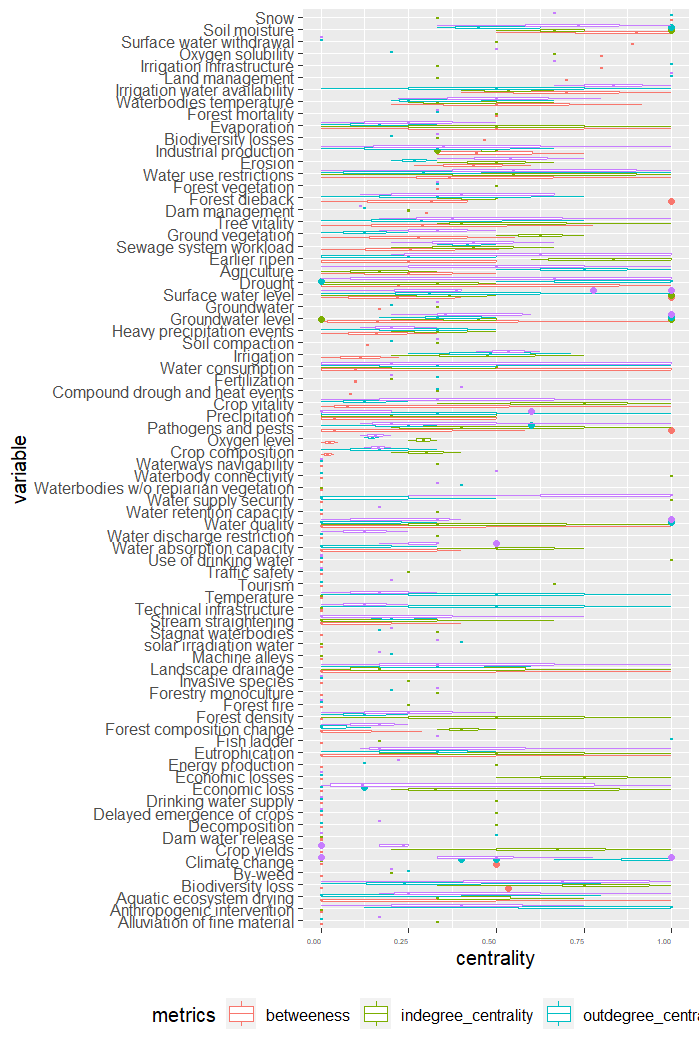 Snow
Soil moisture
Surface water withdrawal
Oxygen solubility
Irrigation infrastructure
Land management
Irrigation water availability
Waterbodies temperature
Forest mortality
Evaporation
Biodiversity losses
Industrial production
Erosion
Water use restrictions
Forest vegetation
Forest dieback
Dam management
Tree vitality
Ground vegetation
Sewage system workload
Earlier ripen
Agriculture
Drought
Surface water level
Groundwater
Groundwater level
Heavy precipitation events
Soil compaction
Irrigation
Water consumption
Fertilization
Compound drough and heat events
Crop vitality
Precipitation
Pathogens and pests
Oxygen level
Crop composition
Waterways navigability
Waterbody connectivity
Waterbodies w/o repiarian vegetation
Water supply security
Water retention capacity
Water quality
Water discharge restriction
Water absorption capacity
Use of drinking water
Traffic safety
Tourism
Temperature
Technical infrastructure
Stream straightening
Stagnat waterbodies
solar irradiation water
Machine alleys
Landscape drainage
Invasive species
Forestry monoculture
Forest fire
Forest density
Forest composition change
Fish ladder
Eutrophication
Energy production
Economic losses
Economic loss
Drinking water supply
Delayed emergence of crops
Decomposition
Dam water release
Crop yields
Climate change
By-weed
Biodiversity loss
Aquatic ecosystem drying
Anthropogenic intervention
Alluviation of fine material
variable
0.00 0.25 0.50 0.75 1.00
centrality
metrics betweeness indegree_centrality outdegree_centra